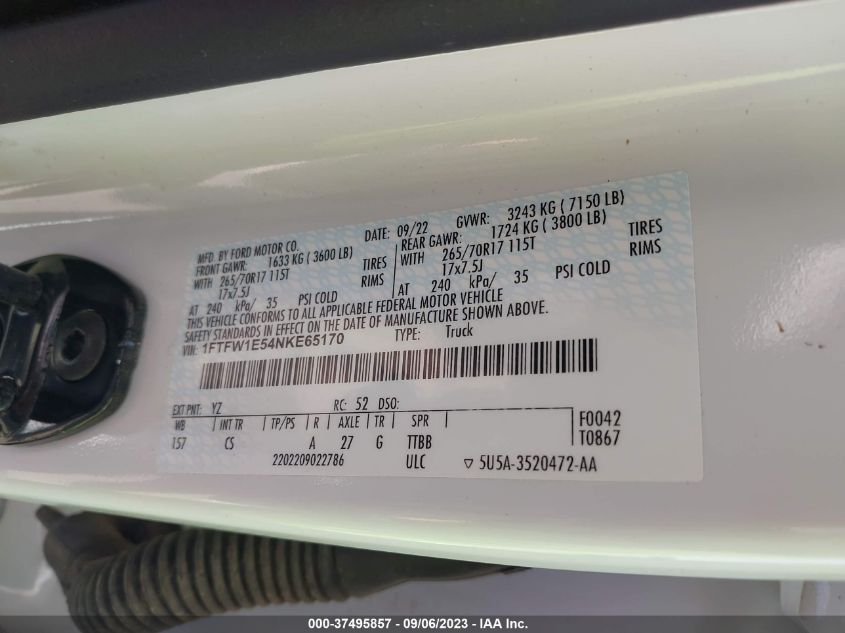 MFD. BY FORD MOTOR CO.
DATE: 09/22 GVWR: 3243 KG ( 7150 LB)
FRONT GAWR: 1633 KG ( 3600 LB) REAR GAWR: 1724 KG ( 3800 LB)
WITH 265/70R17 115T TIRES WITH 265/70R17 115T TIRES
17x7.5J RIMS 17x7.5J RIMS
AT 240 kPa/ 35 PSI COLD AT 240 kPa/ 35 PSI COLD
THIS VEHICLE CONFORMS TO ALL APPLICABLE FEDERAL MOTOR VEHICLE
SAFETY STANDARDS IN EFFECT ON THE DATE OF MANUFACTURE SHOWN ABOVE.
VIN: 1FTFW1E54NKE65170 TYPE: Truck
EXT PNT: YZ RC: 52 DSO:
WB INT TR TP/PS R AXLE TR SPR F0042
157 CS A 27 G TTBB T0867
2202209022786 ULC ▽ 5U5A-3520472-AA
000-37495857 - 09/06/2023 - © IAA Holdings, LLC.